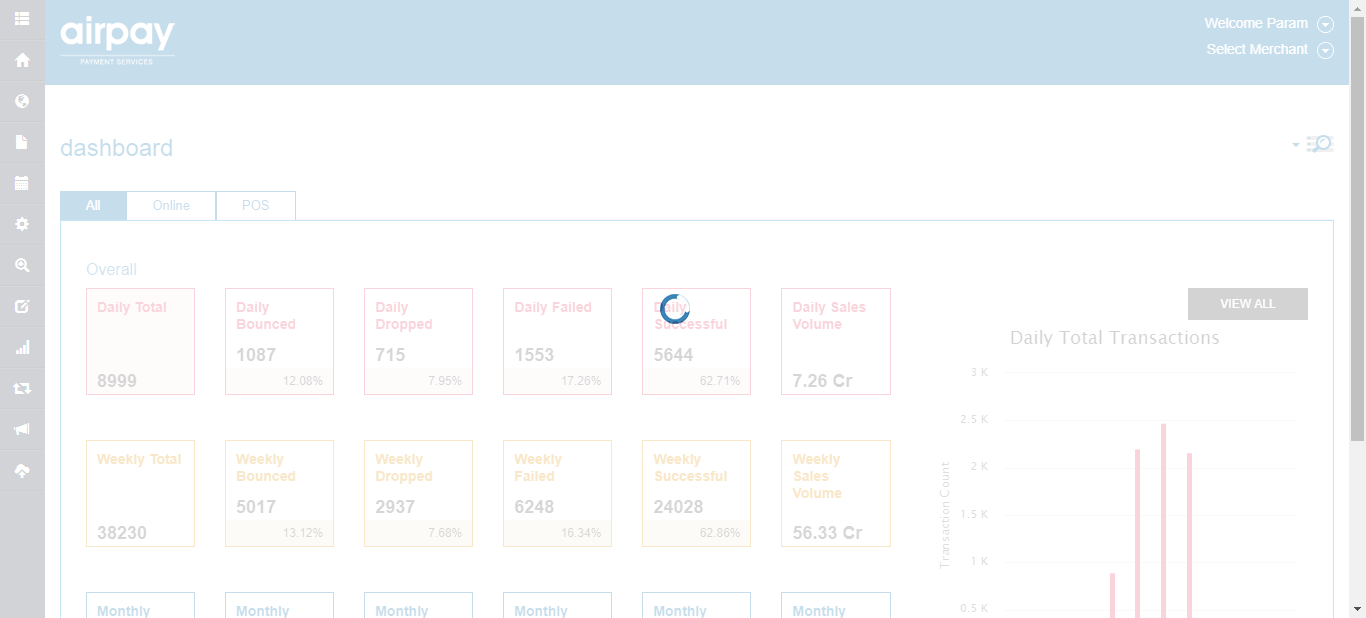 airpay
PAYMENT SERVICES
Welcome Param
Select Merchant
dashboard
All
Online
POS
Overall
Daily Total
8999
Daily
Bounced
1087
12.08%
Daily
Dropped
715
7.95%
Daily Failed
1553
17.26%
Daily
Successful
5644
62.71%
Daily Sales
Volume
7.26 Cr
VIEW ALL
Daily Total Transactions
3 K
2.5 K
2 K
1.5 K
1 K
0.5 K
Transaction Count
Weekly Total
38230
Weekly
Bounced
5017
13.12%
Weekly
Dropped
2937
7.68%
Weekly
Failed
6248
16.34%
Weekly
Successful
24028
62.86%
Weekly
Sales
Volume
56.33 Cr
Monthly
Monthly
Monthly
Monthly
Monthly
Monthly